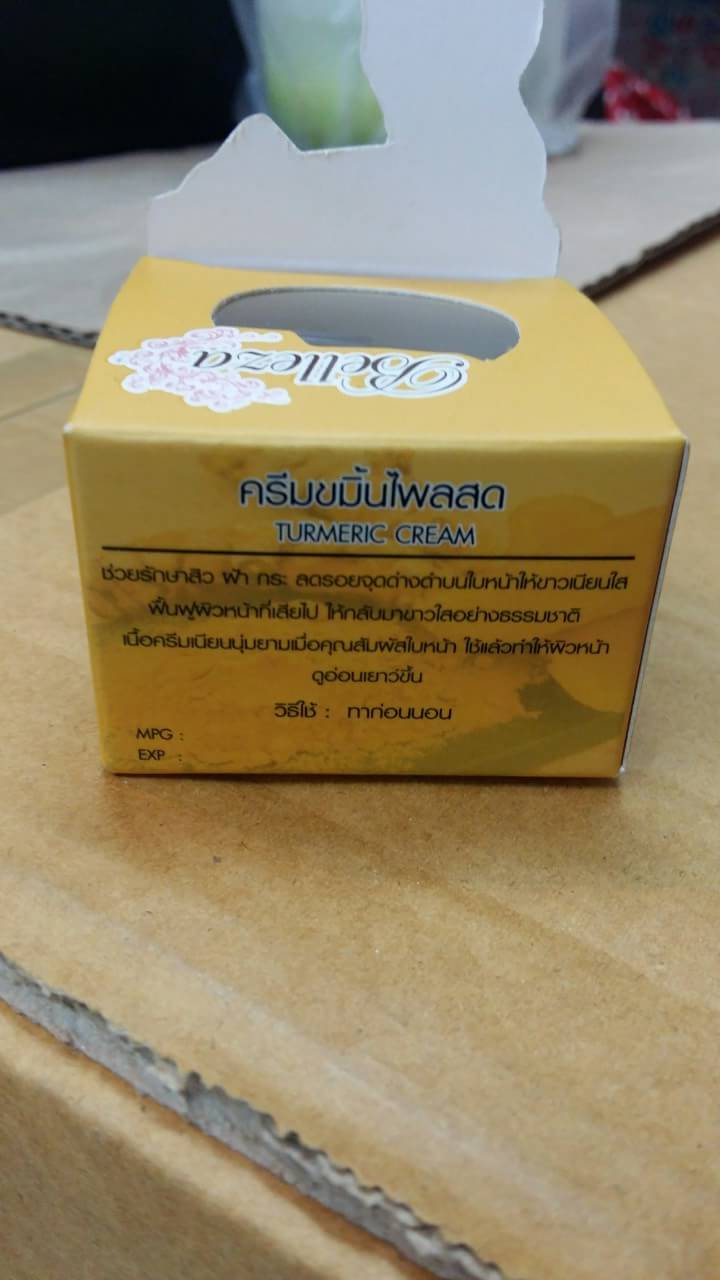 Belleza
ครีมขมิ้นไพลสด
TURMERIC CREAM
ช่วยรักษาสิว ฝ้า กระ ลดรอยจุดด่างดำบนใบหน้าให้ขาวเนียนใส
ฟื้นฟูผิวหน้าที่เสียไป ให้กลับมาขาวใสอย่างธรรมชาติ
เนื้อครีมเนียนนุ่มยามเมื่อคุณสัมผัสใบหน้า ใช้แล้วทำให้ผิวหน้า
ดูอ่อนเยาว์ขึ้น
วิธีใช้ : ทาก่อนนอน
MPG :
EXP :